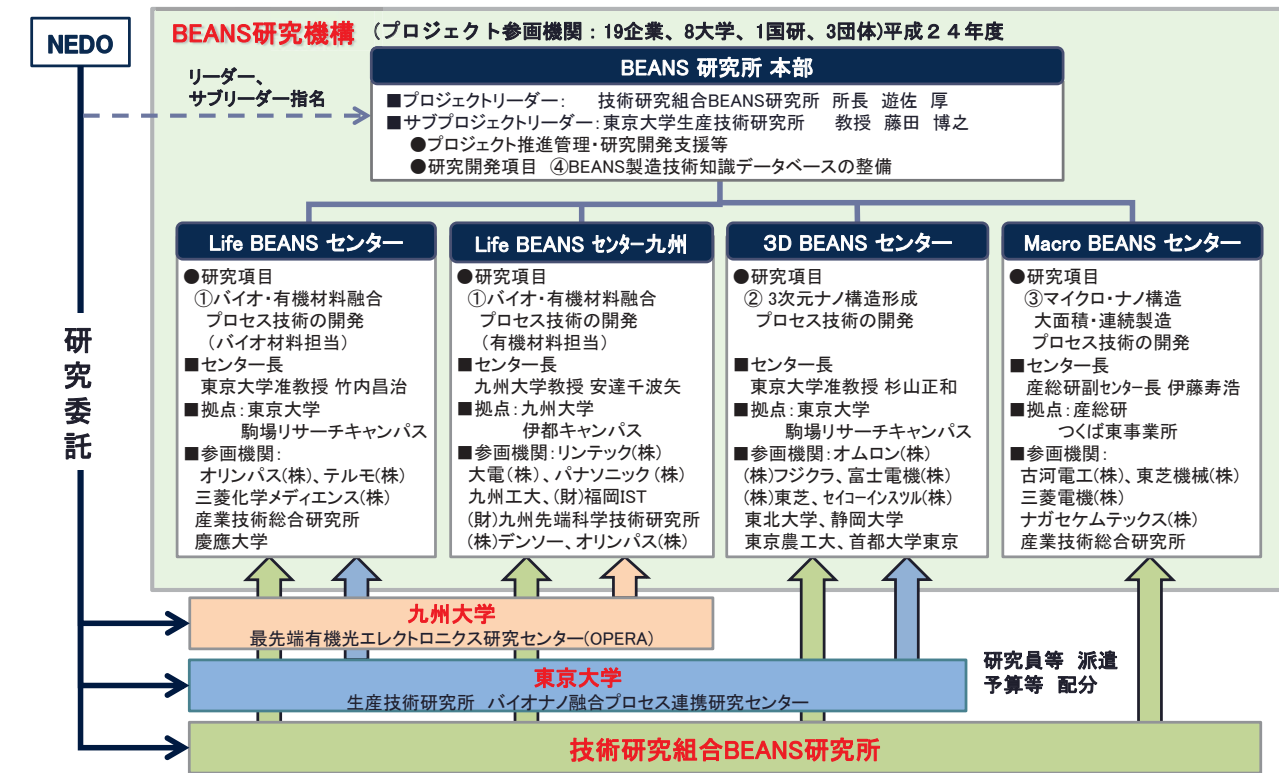 NEDO
BEANS研究機構 (プロジェクト参画機関：19企業、8大学、1国研、3団体)平成２４年度
リーダー、
サブリーダー指名
BEANS 研究所 本部
■プロジェクトリーダー： 技術研究組合BEANS研究所 所長 遊佐 厚
■サブプロジェクトリーダー：東京大学生産技術研究所 教授 藤田 博之
●プロジェクト推進管理・研究開発支援等
●研究開発項目 ④BEANS製造技術知識データベースの整備
研究委託
Life BEANS センター
●研究項目
①バイオ・有機材料融合
プロセス技術の開発
(バイオ材料担当)
■センター長
東京大学准教授 竹内昌治
■拠点：東京大学
駒場リサーチキャンパス
■参画機関：
オリンパス(株)、テルモ(株)
三菱化学メディエンス(株)
産業技術総合研究所
慶應大学
Life BEANS センター九州
●研究項目
①バイオ・有機材料融合
プロセス技術の開発
(有機材料担当)
■センター長
九州大学教授 安達千波矢
■拠点：九州大学
伊都キャンパス
■参画機関：リンテック(株)
大電(株)、パナソニック(株)
九州工大、(財)福岡IST
(財)九州先端科学技術研究所
(株)デンソー、オリンパス(株)
3D BEANS センター
●研究項目
② 3次元ナノ構造形成
プロセス技術の開発
■センター長
東京大学准教授 杉山正和
■拠点：東京大学
駒場リサーチキャンパス
■参画機関：オムロン(株)
(株)フジクラ、富士電機(株)
(株)東芝、セイコーインスツル(株)
東北大学、静岡大学
東京農工大、首都大学東京
Macro BEANS センター
●研究項目
③マイクロ・ナノ構造
大面積・連続製造
プロセス技術の開発
■センター長
産総研副センター長 伊藤寿浩
■拠点：産総研
つくば東事業所
■参画機関：
古河電工(株)、東芝機械(株)
三菱電機(株)
ナガセケムテックス(株)
産業技術総合研究所
九州大学
最先端有機光エレクトロニクス研究センター(OPERA)
東京大学
生産技術研究所 バイオナノ融合プロセス連携研究センター
研究員等 派遣
予算等 配分
技術研究組合BEANS研究所